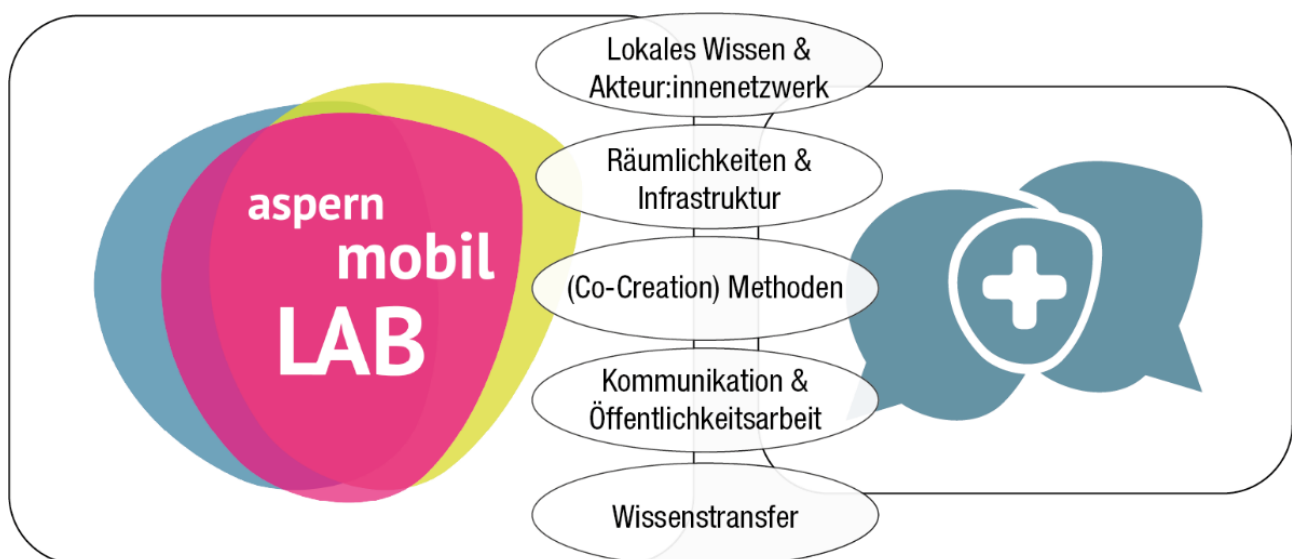 aspern
mobil
LAB
Lokales Wissen &
Akteur:innenetzwerk
Räumlichkeiten &
Infrastruktur
(Co-Creation) Methoden
Kommunikation &
Öffentlichkeitsarbeit
Wissenstransfer